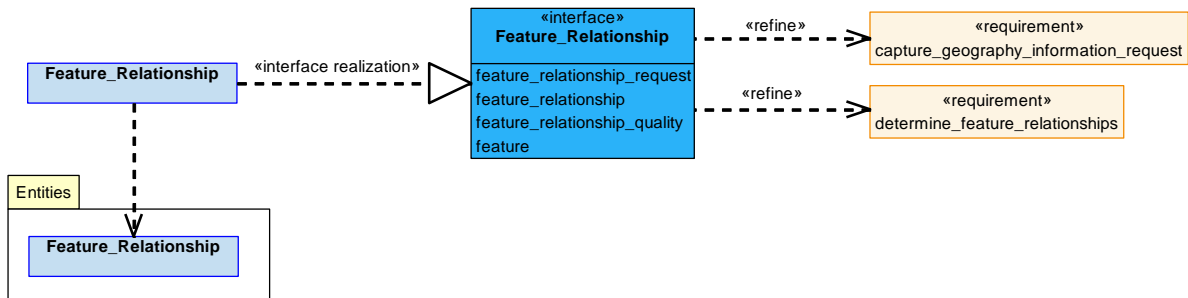 «interface»
Feature_Relationship
feature_relationship_request
feature_relationship
feature_relationship_quality
feature
«refine»
«requirement»
capture_geography_information_request
«refine»
«requirement»
determine_feature_relationships
Feature_Relationship
«interface realization»
Entities
Feature_Relationship